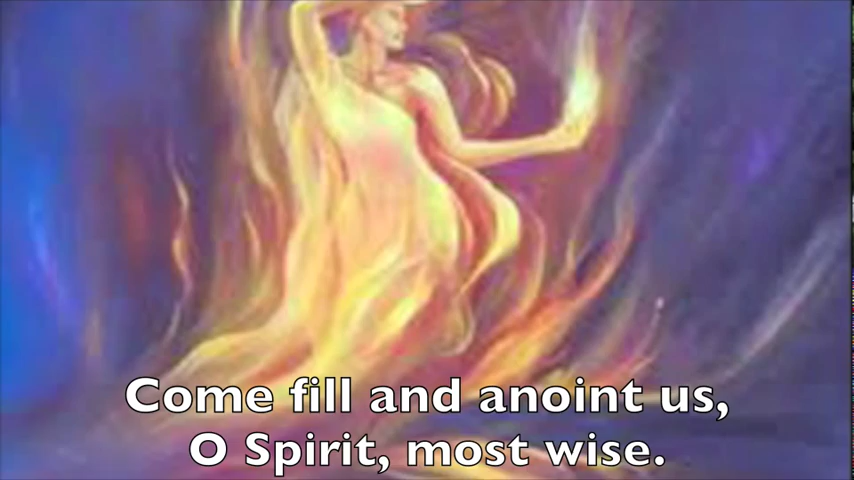 Come fill and anoint us,
O Spirit, most wise.